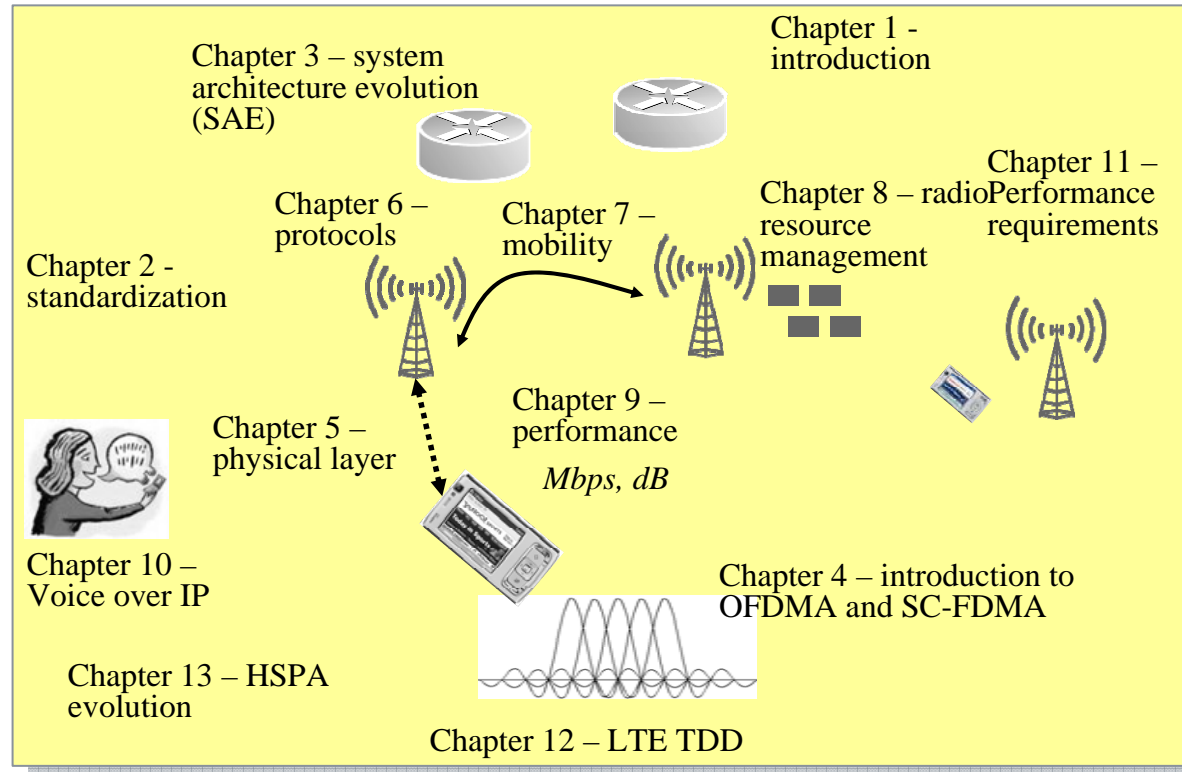 Chapter 1 -
introduction
Chapter 3 – system
architecture evolution
(SAE)
Chapter 11 –
Performance
requirements
Chapter 8 – radio
resource
management
Chapter 6 –
protocols
Chapter 7 –
mobility
Chapter 2 -
standardization
Chapter 9 –
performance
Mbps, dB
Chapter 5 –
physical layer
Chapter 10 –
Voice over IP
Chapter 4 – introduction to
OFDMA and SC-FDMA
Chapter 13 – HSPA
evolution
Chapter 12 – LTE TDD